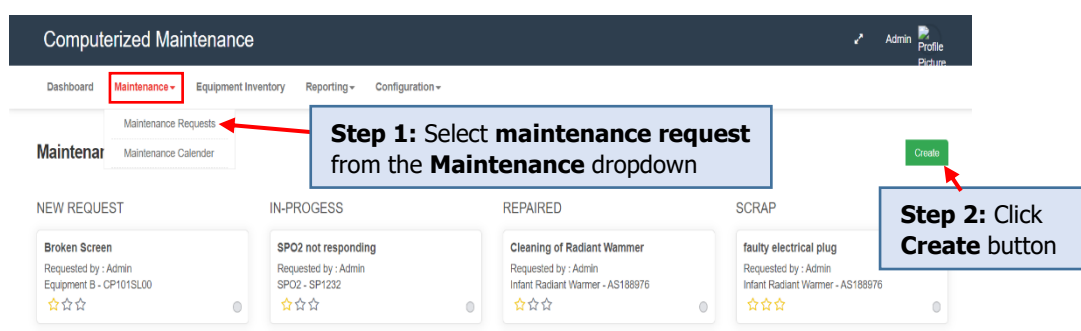 Computerized Maintenance
Admin
Profile
Picture
Dashboard Maintenance Equipment Inventory Reporting Configuration
Maintenance Requests
Maintenance Calender
Maintenar
Step 1: Select maintenance request
from the Maintenance dropdown
Create
Step 2: Click
Create button
NEW REQUEST
IN-PROGESS
REPAIRED
SCRAP
Broken Screen
Requested by : Admin
Equipment B - CP101SL00
SPO2 not responding
Requested by : Admin
SPO2 - SP1232
Cleaning of Radiant Wammer
Requested by : Admin
Infant Radiant Warmer - AS188976
faulty electrical plug
Requested by : Admin
Infant Radiant Warmer - AS188976